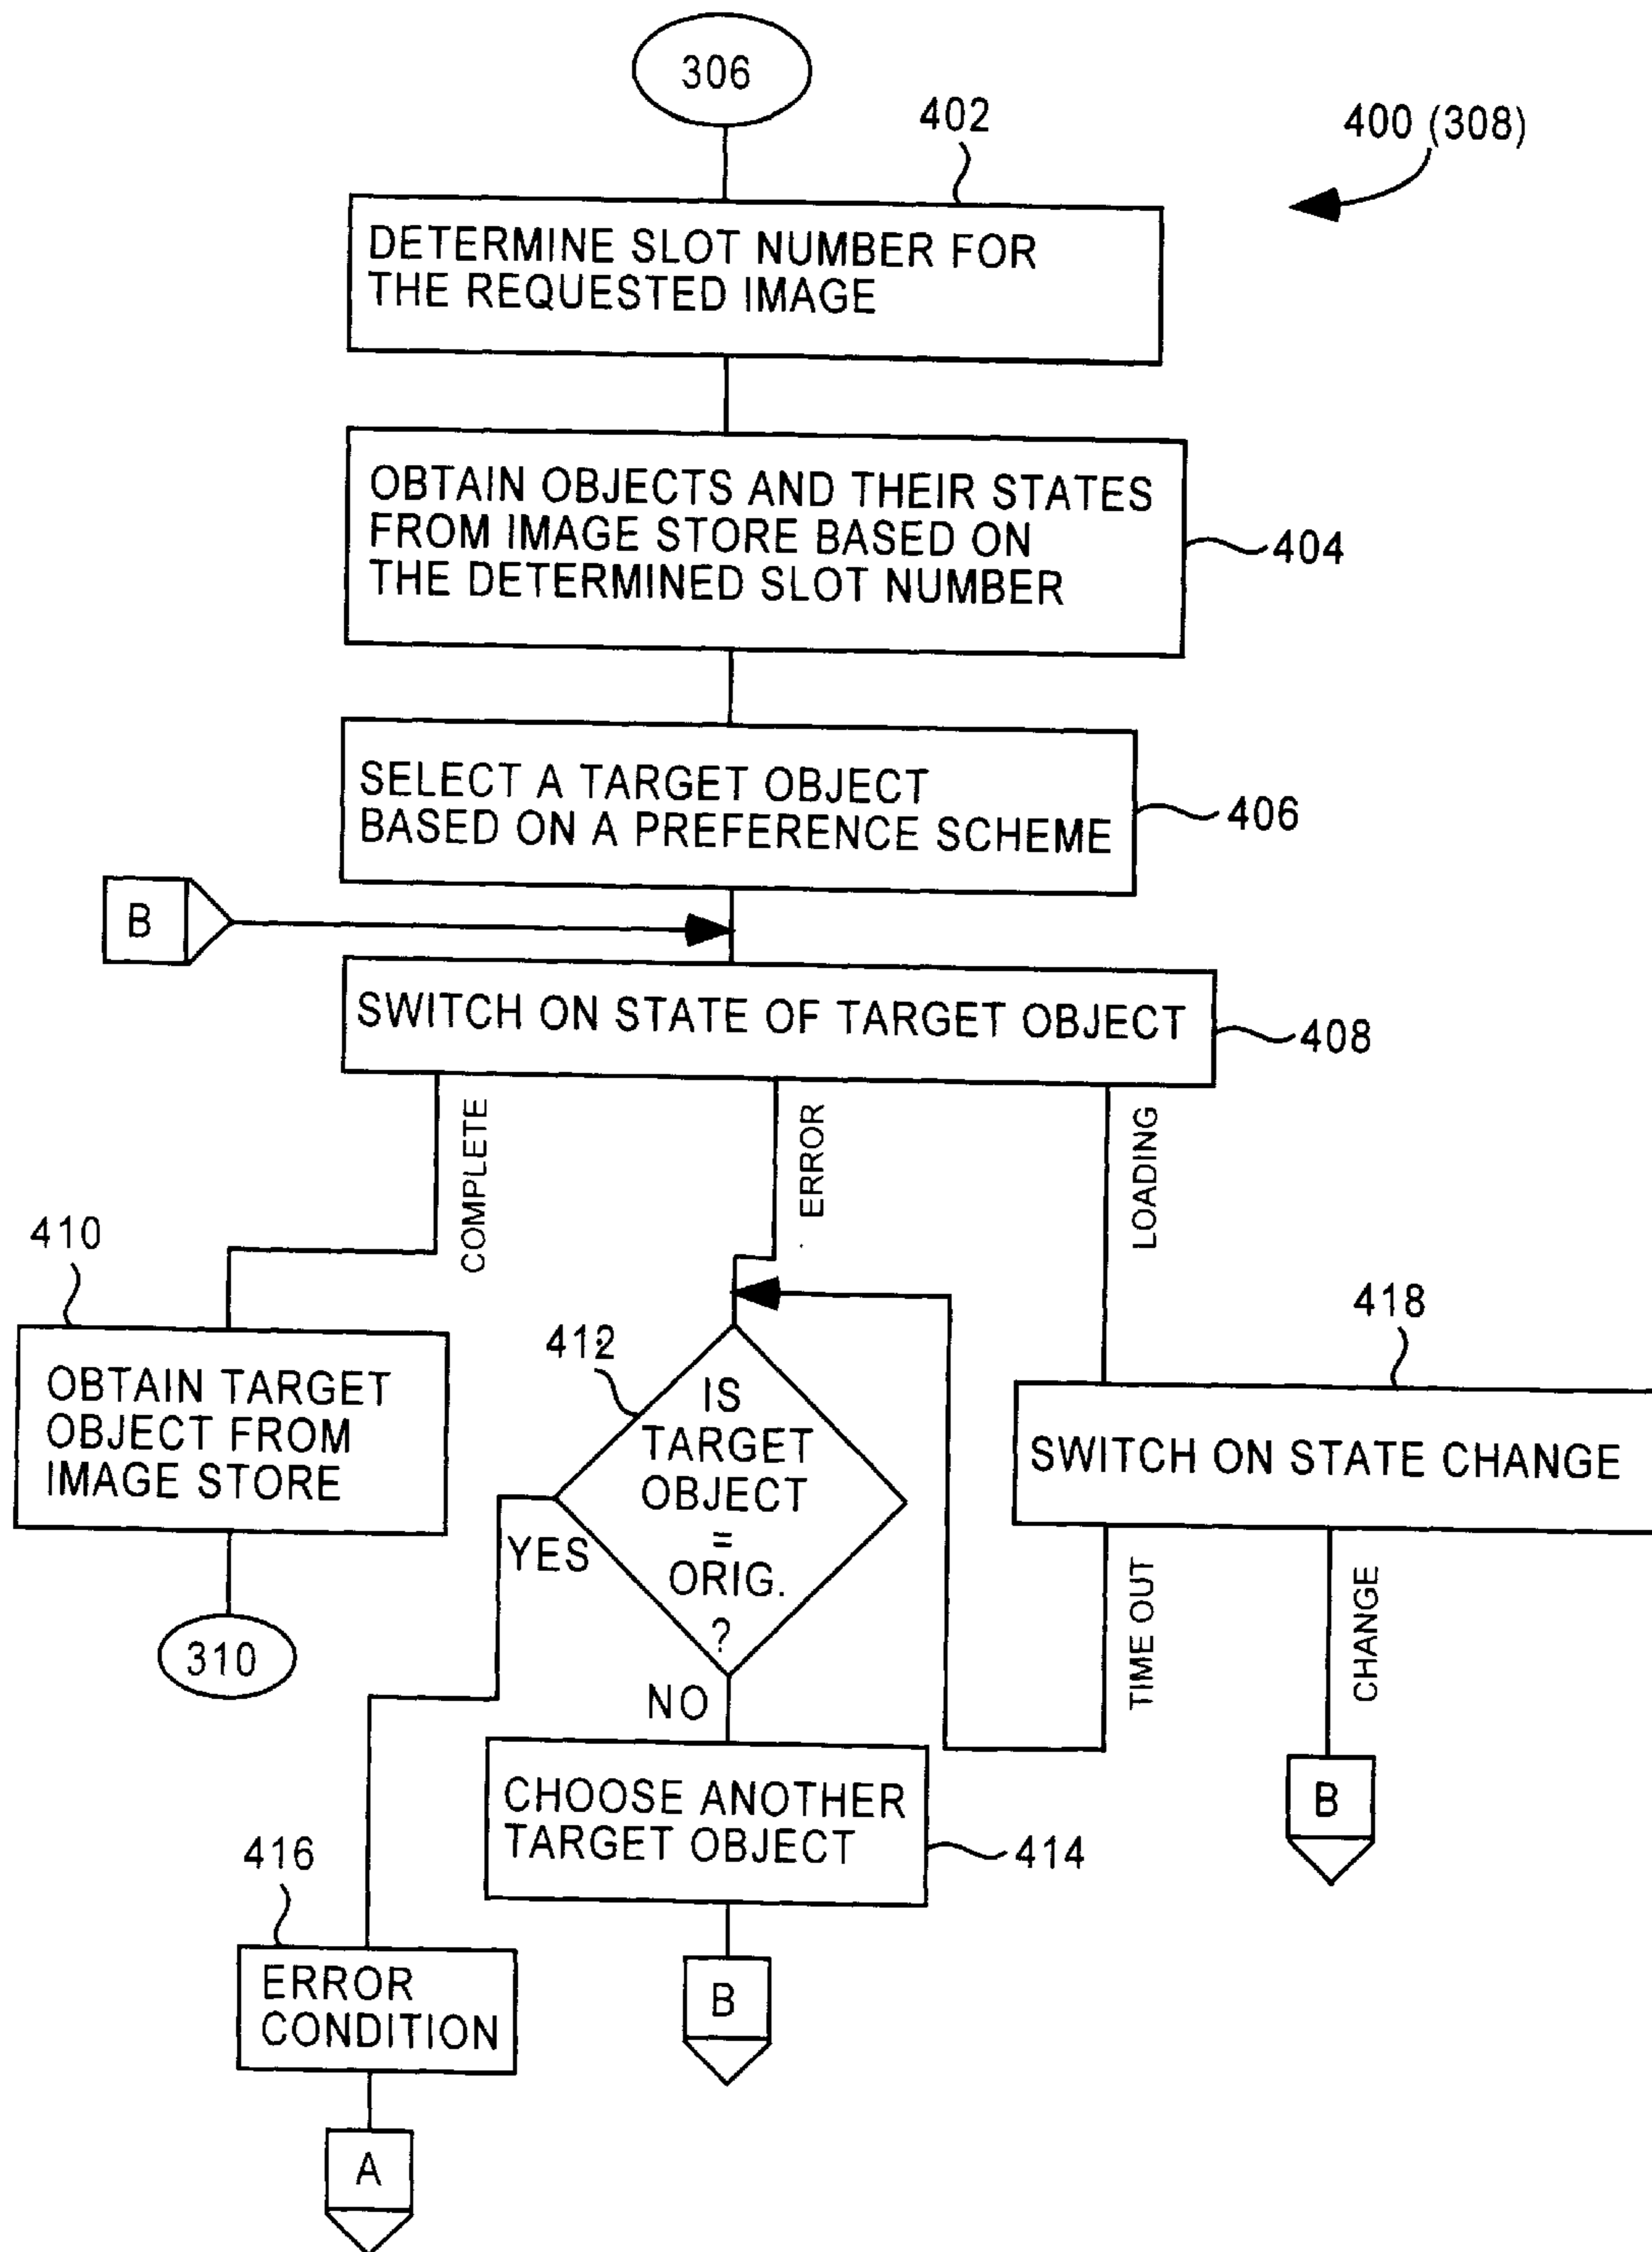 306
402
400 (308)
DETERMINE SLOT NUMBER FOR
THE REQUESTED IMAGE
OBTAIN OBJECTS AND THEIR STATES
FROM IMAGE STORE BASED ON
THE DETERMINED SLOT NUMBER
404
SELECT A TARGET OBJECT
BASED ON A PREFERENCE SCHEME
406
B
SWITCH ON STATE OF TARGET OBJECT
408
COMPLETE
ERROR
LOADING
410
OBTAIN TARGET
OBJECT FROM
IMAGE STORE
310
412
IS
TARGET
OBJECT
=
ORIG.
?
YES
NO
418
SWITCH ON STATE CHANGE
TIME OUT
CHANGE
B
CHOOSE ANOTHER
TARGET OBJECT
414
B
416
ERROR
CONDITION
A